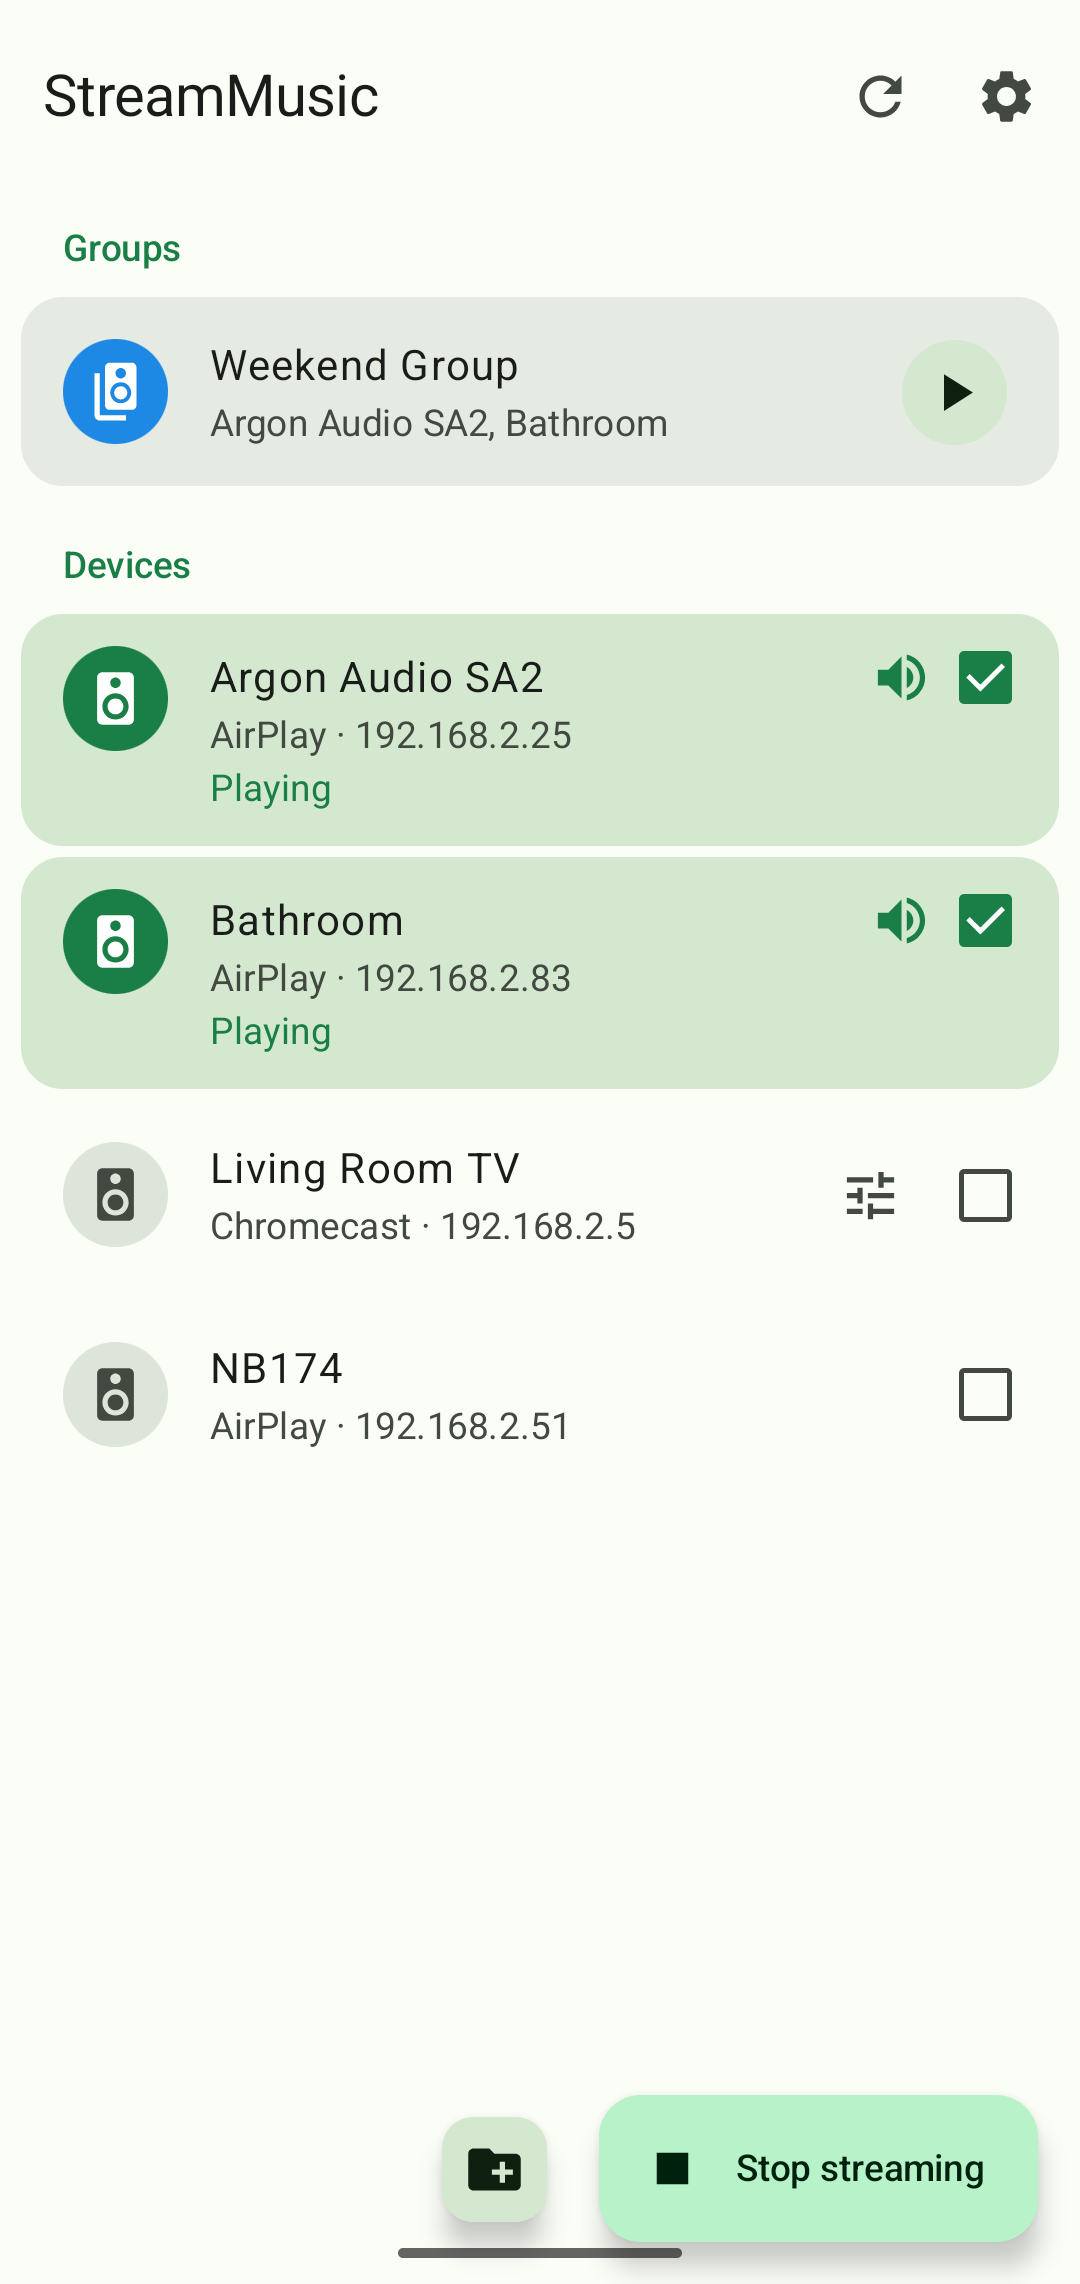 StreamMusic
Groups
Weekend Group
Argon Audio SA2, Bathroom
Devices
Argon Audio SA2
AirPlay · 192.168.2.25
Playing
Bathroom
AirPlay · 192.168.2.83
Playing
Living Room TV
Chromecast · 192.168.2.5
NB174
AirPlay · 192.168.2.51
Stop streaming